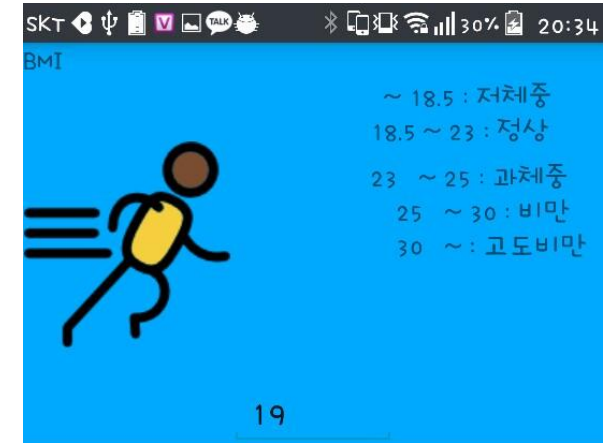 SKT TALK 30% 20:34
BMI
~ 18.5 : 저체중
18.5 ~ 23 : 정상
23 ~ 25 : 과체중
25 ~ 30 : 비만
30 ~ : 고도비만
19